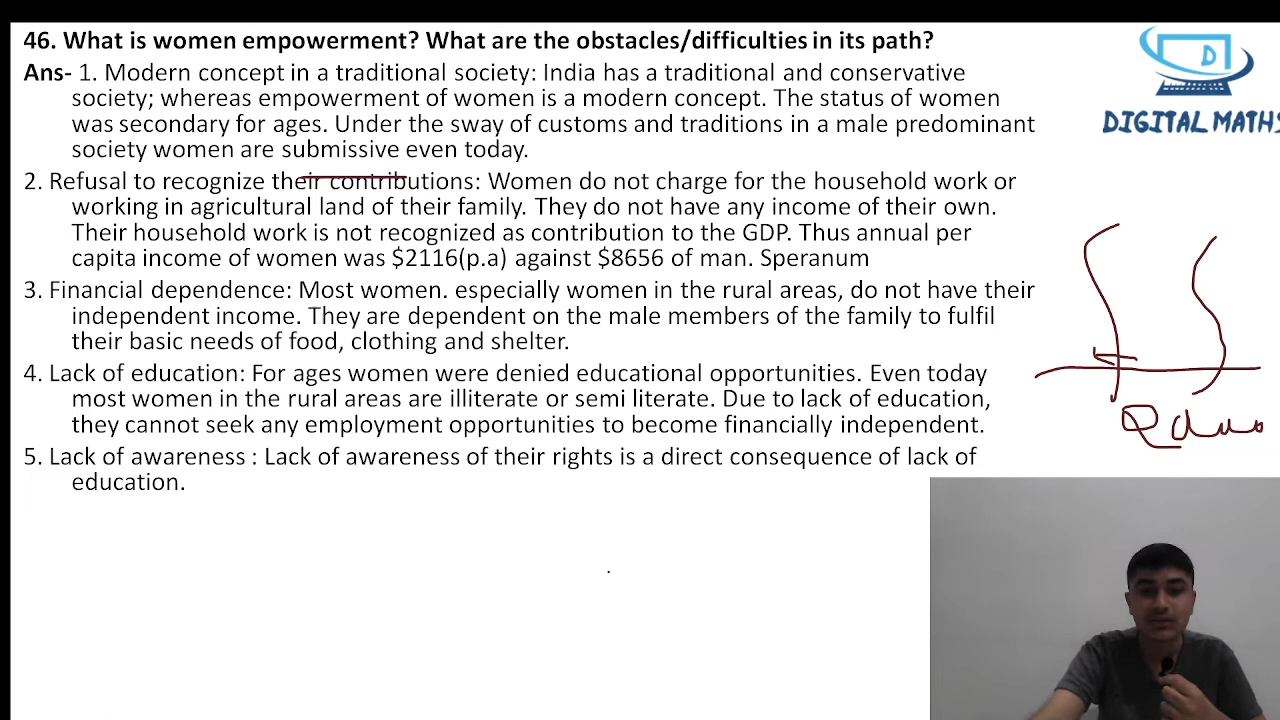 46. What is women empowerment? What are the obstacles/difficulties in its path?
Ans- 1. Modern concept in a traditional society: India has a traditional and conservative
society; whereas empowerment of women is a modern concept. The status of women
was secondary for ages. Under the sway of customs and traditions in a male predominant
society women are submissive even today.
2. Refusal to recognize their contributions: Women do not charge for the household work or
working in agricultural land of their family. They do not have any income of their own.
Their household work is not recognized as contribution to the GDP. Thus annual per
capita income of women was $2116(p.a) against $8656 of man. Speranum
3. Financial dependence: Most women. especially women in the rural areas, do not have their
independent income. They are dependent on the male members of the family to fulfil
their basic needs of food, clothing and shelter.
4. Lack of education: For ages women were denied educational opportunities. Even today
most women in the rural areas are illiterate or semi literate. Due to lack of education,
they cannot seek any employment opportunities to become financially independent.
5. Lack of awareness : Lack of awareness of their rights is a direct consequence of lack of
education.
D
DIGITAL MATHS